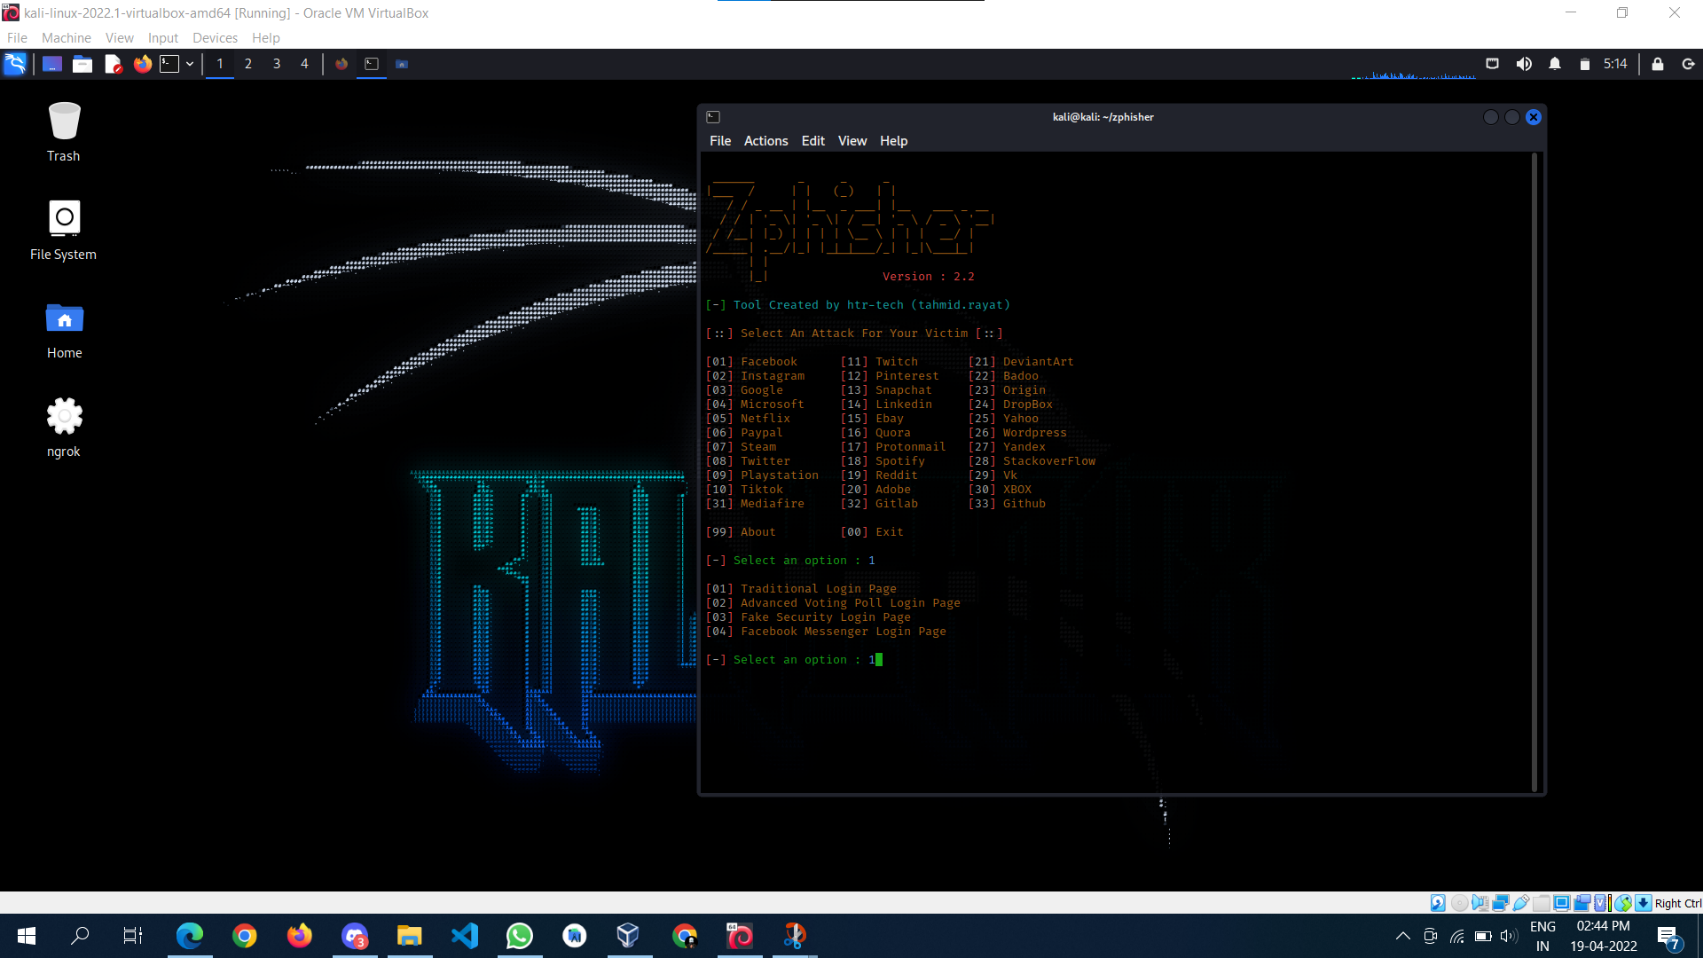 kali-linux-2022.1-virtualbox-amd64 [Running] - Oracle VM VirtualBox
File Machine View Input Devices Help
1 2 3 4 5:14
Trash
File System
Home
ngrok
kali@kali: ~/zphisher
File Actions Edit View Help
Zphisher
Version : 2.2
[-] Tool Created by htr-tech (tahmid.rayat)
[::] Select An Attack For Your Victim [::]
[01] Facebook [11] Twitch [21] DeviantArt
[02] Instagram [12] Pinterest [22] Badoo
[03] Google [13] Snapchat [23] Origin
[04] Microsoft [14] Linkedin [24] DropBox
[05] Netflix [15] Ebay [25] Yahoo
[06] Paypal [16] Quora [26] Wordpress
[07] Steam [17] Protonmail [27] Yandex
[08] Twitter [18] Spotify [28] StackoverFlow
[09] Playstation [19] Reddit [29] Vk
[10] Tiktok [20] Adobe [30] XBOX
[31] Mediafire [32] Gitlab [33] Github
[99] About [00] Exit
[-] Select an option : 1
[01] Traditional Login Page
[02] Advanced Voting Poll Login Page
[03] Fake Security Login Page
[04] Facebook Messenger Login Page
[-] Select an option : 1
KALI
Right Ctrl
3
64
ENG
IN
02:44 PM
19-04-2022
7